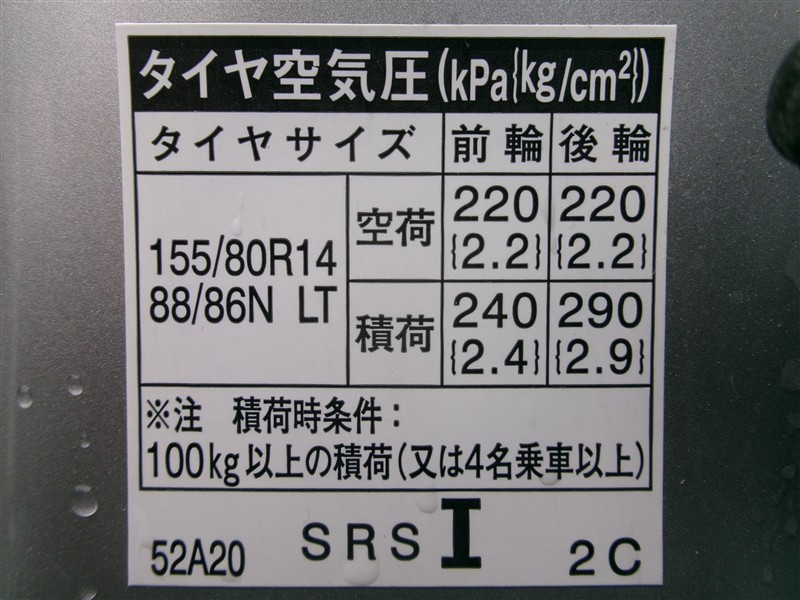 タイヤ空気圧(kPa{kg/cm²})
タイヤサイズ 前輪 後輪
155/80R14
88/86N LT
空荷 220 220
{2.2} {2.2}
積荷 240 290
{2.4} {2.9}
※注 積荷時条件:
100kg以上の積荷(又は4名乗車以上)
52A20 SRS I 2C